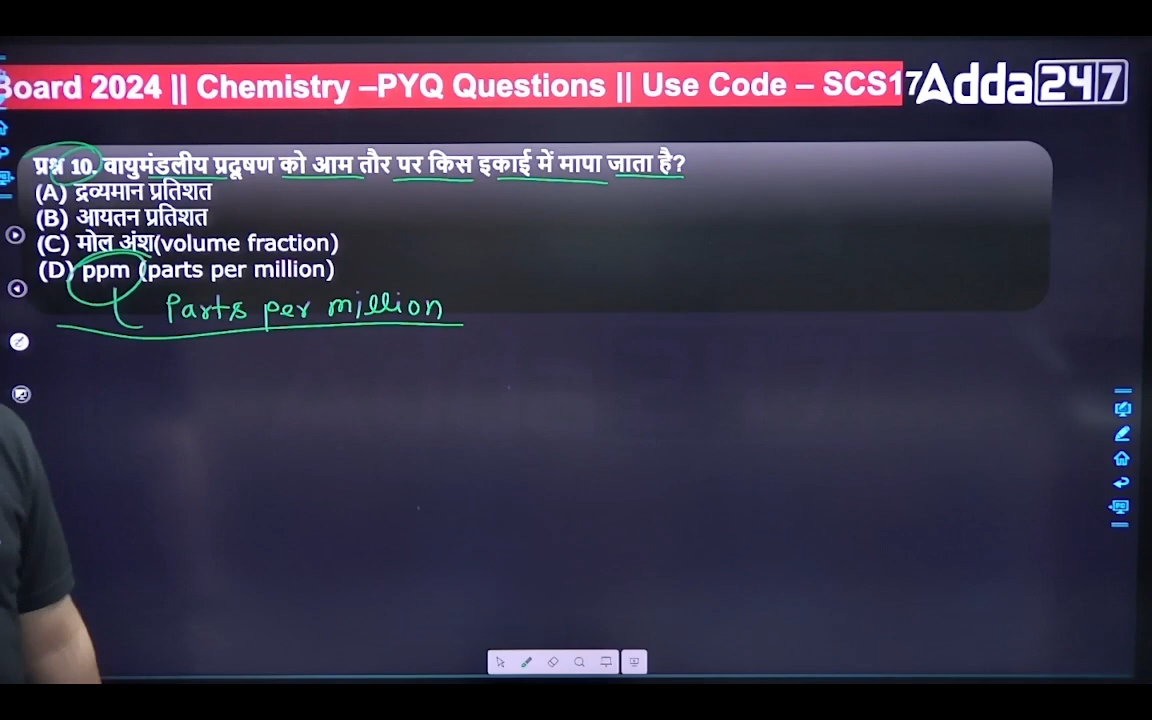 Board 2024 || Chemistry –PYQ Questions || Use Code – SCS17
Adda247
प्रश्न 10. वायुमंडलीय प्रदूषण को आम तौर पर किस इकाई में मापा जाता है?
(A) द्रव्यमान प्रतिशत
(B) आयतन प्रतिशत
(C) मोल अंश(volume fraction)
(D) ppm (parts per million)
Parts per million